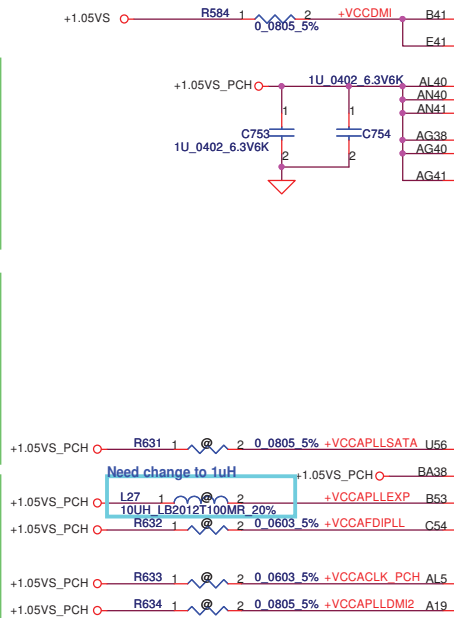 +1.05VS R584 1 2 +VCCDMI B41
0_0805_5%
E41
+1.05VS_PCH 1U_0402_6.3V6K AL40
AN40
1 1 AN41
C753 C754 AG38
1U_0402_6.3V6K AG40
2 2
AG41
+1.05VS_PCH R631 1 @ 2 0_0805_5% +VCCAPLLSATA U56
Need change to 1uH
+1.05VS_PCH BA38
+1.05VS_PCH L27 1 @ 2 +VCCAPLLEXP B53
10UH_LB2012T100MR_20%
+1.05VS_PCH R632 1 @ 2 0_0603_5% +VCCAFDIPLL C54
+1.05VS_PCH R633 1 @ 2 0_0603_5% +VCCACLK_PCH AL5
+1.05VS_PCH R634 1 @ 2 0_0805_5% +VCCAPLLDMI2 A19